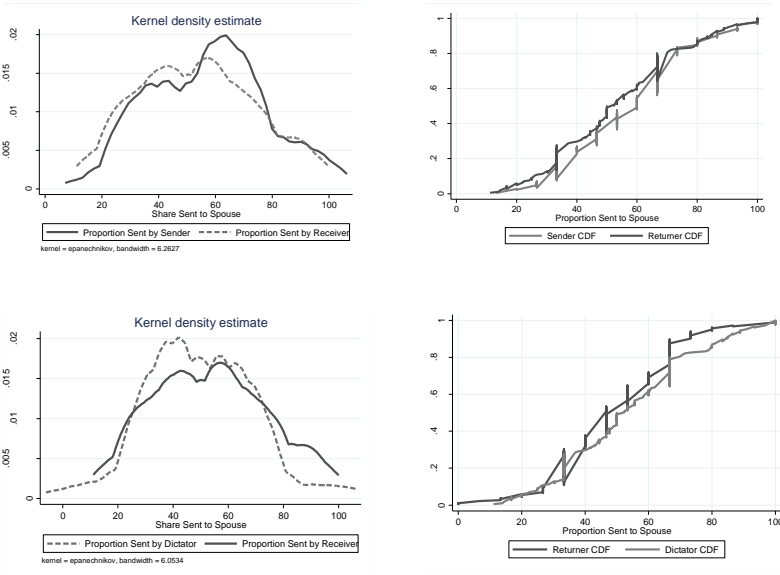 Kernel density estimate
.02
.015
.01
.005
0
0 20 40 60 80 100
Share Sent to Spouse
Proportion Sent by Sender Proportion Sent by Receiver
kernel = epanechnikov, bandwidth = 6.2627
1
.8
.6
.4
.2
0
0 20 40 60 80 100
Proportion Sent to Spouse
Sender CDF Returner CDF
Kernel density estimate
.02
.015
.01
.005
0
0 20 40 60 80 100
Share Sent to Spouse
Proportion Sent by Dictator Proportion Sent by Receiver
kernel = epanechnikov, bandwidth = 6.0534
1
.8
.6
.4
.2
0
0 20 40 60 80 100
Proportion Sent to Spouse
Returner CDF Dictator CDF